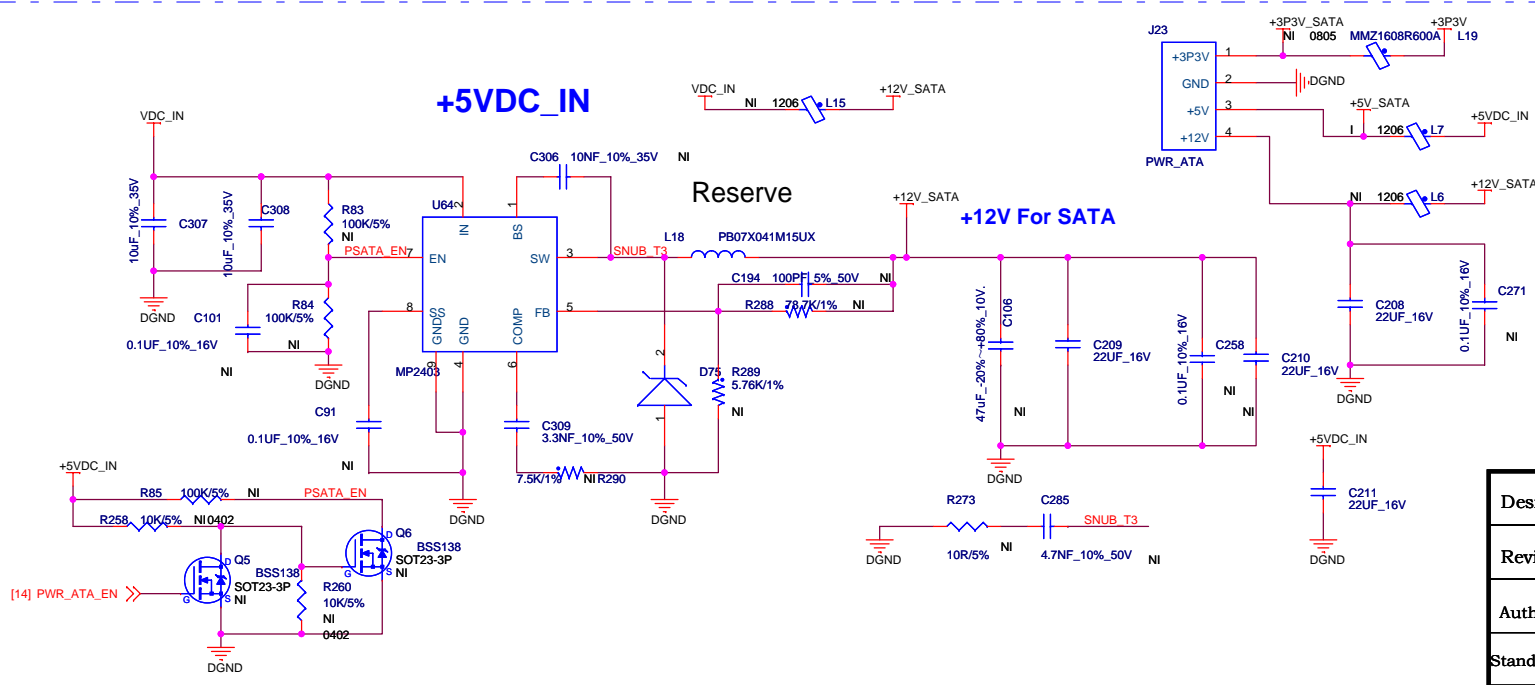 +5VDC_IN
VDC_IN
10uF_10%_35V
C307
10uF_10%_35V
C308
R83
100K/5%
NI
PSATA_EN
7
DGND
C101
0.1UF_10%_16V
NI
R84
100K/5%
NI
DGND
U64
IN
2
BS
1
EN
SW
3
8
SS
FB
5
GND
GND
COMP
9
4
6
MP2403
C306
10NF_10%_35V
NI
SNUB_T3
Reserve
L18
PB07X041M15UX
C194
100PF_5%_50V
NI
R288
78.7K/1%
NI
2
D75
1
R289
5.76K/1%
NI
C91
0.1UF_10%_16V
NI
C309
3.3NF_10%_50V
7.5K/1%
NI
R290
DGND
DGND
VDC_IN
NI
1206
L15
+12V_SATA
+12V_SATA
+12V For SATA
47uF_-20%~+80%_10V.
C106
NI
C209
22UF_16V
0.1UF_10%_16V
C258
NI
C210
22UF_16V
NI
DGND
R273
10R/5%
NI
C285
4.7NF_10%_50V
SNUB_T3
NI
DGND
+5VDC_IN
R85
100K/5%
NI
PSATA_EN
R258
10K/5%
NI
0402
Q5
D
G
S
BSS138
SOT23-3P
NI
[14] PWR_ATA_EN
Q6
D
G
S
BSS138
SOT23-3P
NI
R260
10K/5%
NI
0402
DGND
J23
+3P3V
1
GND
2
+5V
3
+12V
4
PWR_ATA
+3P3V_SATA
NI
0805
MMZ1608R600A
+3P3V
L19
DGND
+5V_SATA
I
1206
L7
+5VDC_IN
NI
1206
L6
+12V_SATA
C208
22UF_16V
0.1UF_10%_16V
C271
NI
DGND
+5VDC_IN
C211
22UF_16V
DGND
Desi
Revi
Auth
Stand